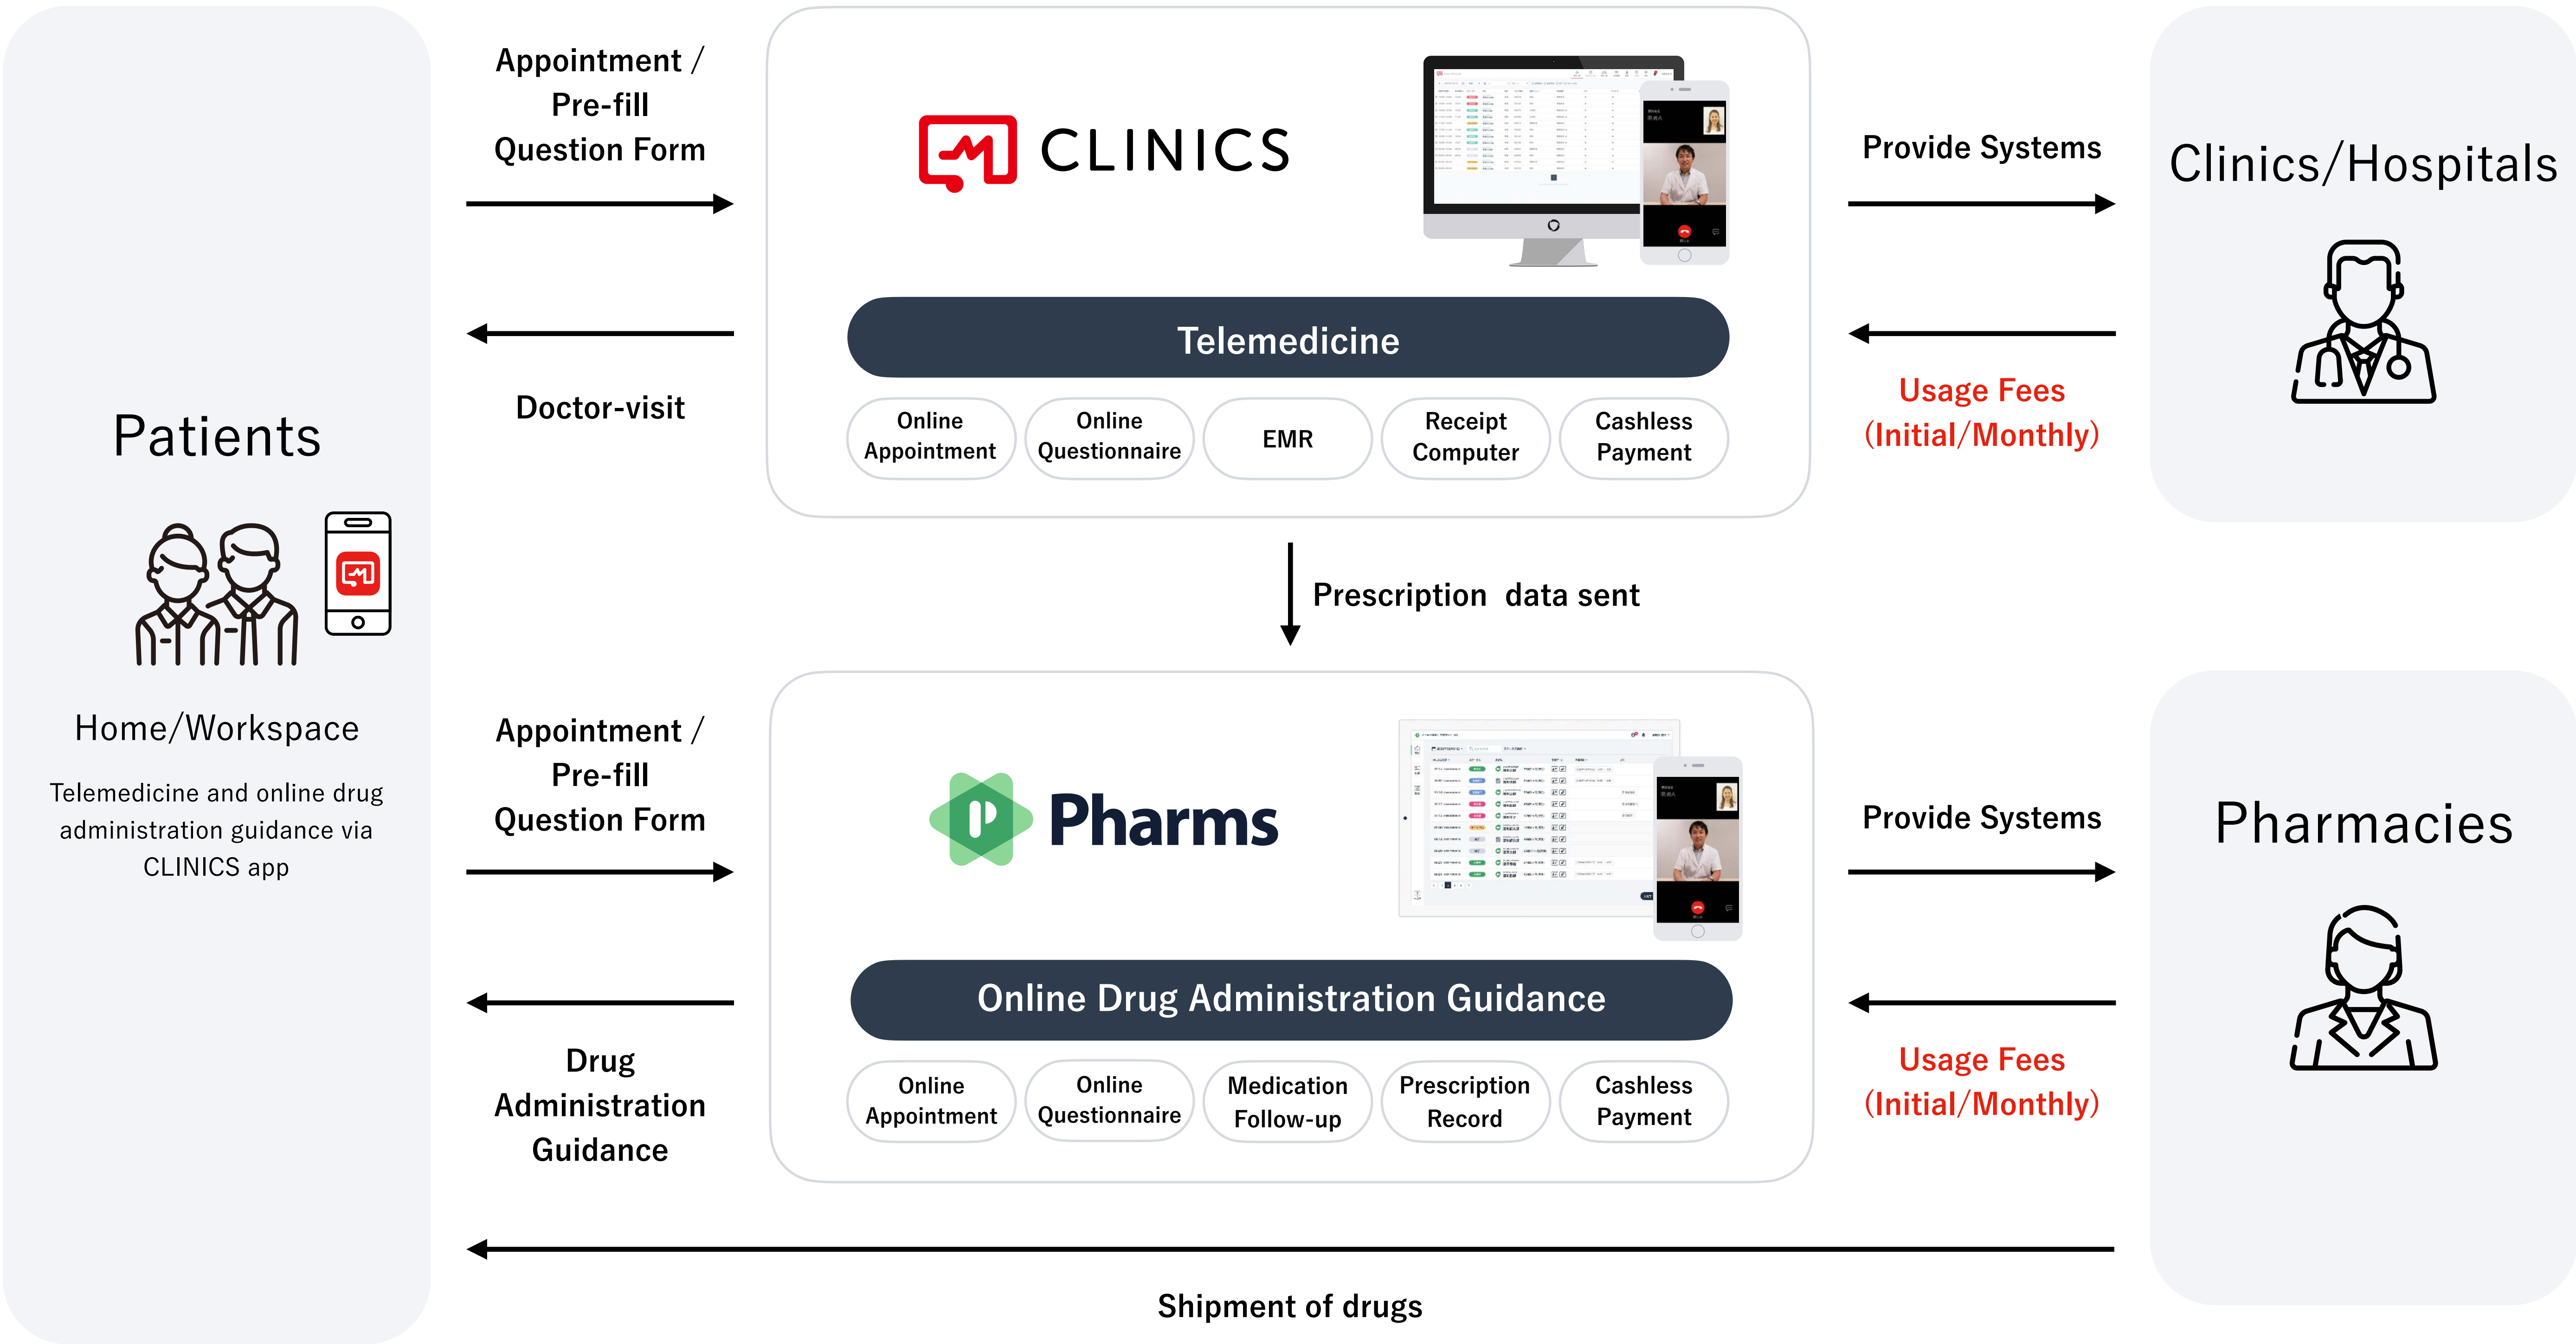 Patients
Home/Workspace
Telemedicine and online drug
administration guidance via
CLINICS app
Appointment /
Pre-fill
Question Form
Doctor-visit
CLINICS
Telemedicine
Online
Appointment
Online
Questionnaire
EMR
Receipt
Computer
Cashless
Payment
Provide Systems
Usage Fees
(Initial/Monthly)
Clinics/Hospitals
Prescription data sent
Appointment /
Pre-fill
Question Form
Drug
Administration
Guidance
Pharms
Online Drug Administration Guidance
Online
Appointment
Online
Questionnaire
Medication
Follow-up
Prescription
Record
Cashless
Payment
Provide Systems
Usage Fees
(Initial/Monthly)
Pharmacies
Shipment of drugs